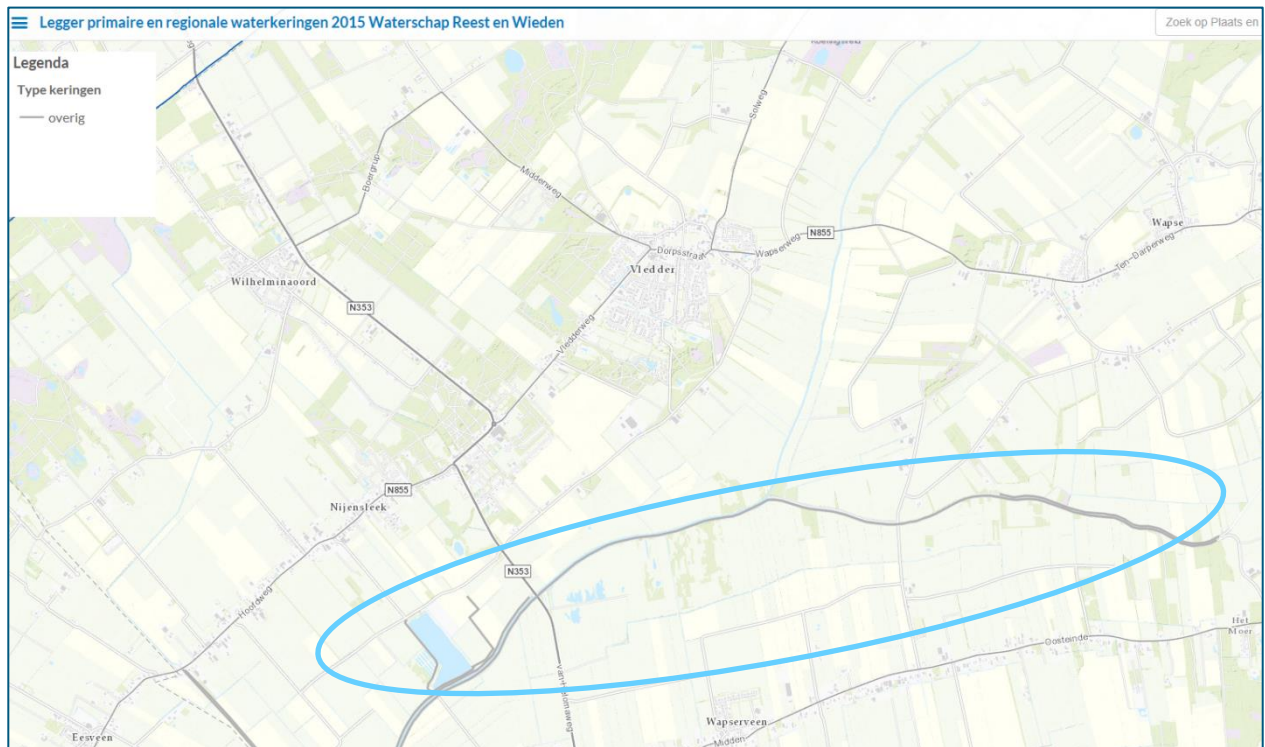 Legger primaire en regionale waterkeringen 2015 Waterschap Reest en Wieden
Zoek op Plaats en
Legenda
Type keringen
overig
Solweg
Boergrup
Middenweg
Wapse
Dorpsstraat
Wapserweg
N855
Ten-Darperweg
Vledder
Wilhelminaoord
N353
Vledderweg
N855
Nijensleek
N353
Hoofdweg
Het
Moer
Oosteinde
Wapserveen
Midden
Eesveen